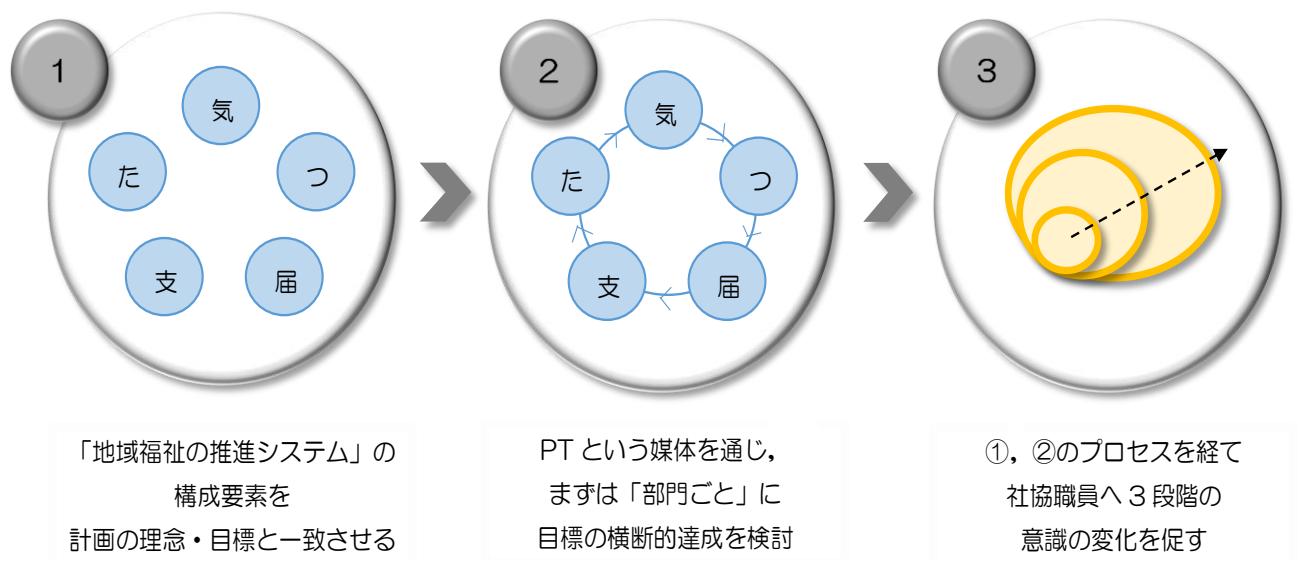 1
気
た
つ
支
届
2
気
た
つ
支
届
3
「地域福祉の推進システム」の
構成要素を
計画の理念・目標と一致させる
PTという媒体を通じ，
まずは「部門ごと」に
目標の横断的達成を検討
①，②のプロセスを経て
社協職員へ3段階の
意識の変化を促す